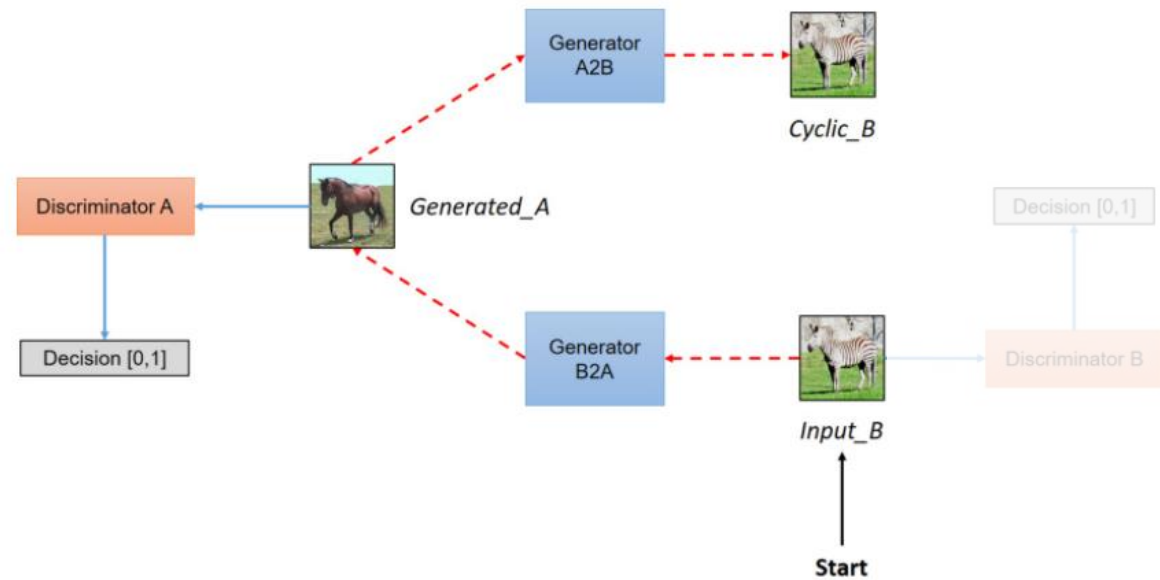 Generator
A2B
Cyclic_B
Discriminator A
Generated_A
Decision [0,1]
Decision [0,1]
Generator
B2A
Discriminator B
Input_B
Start